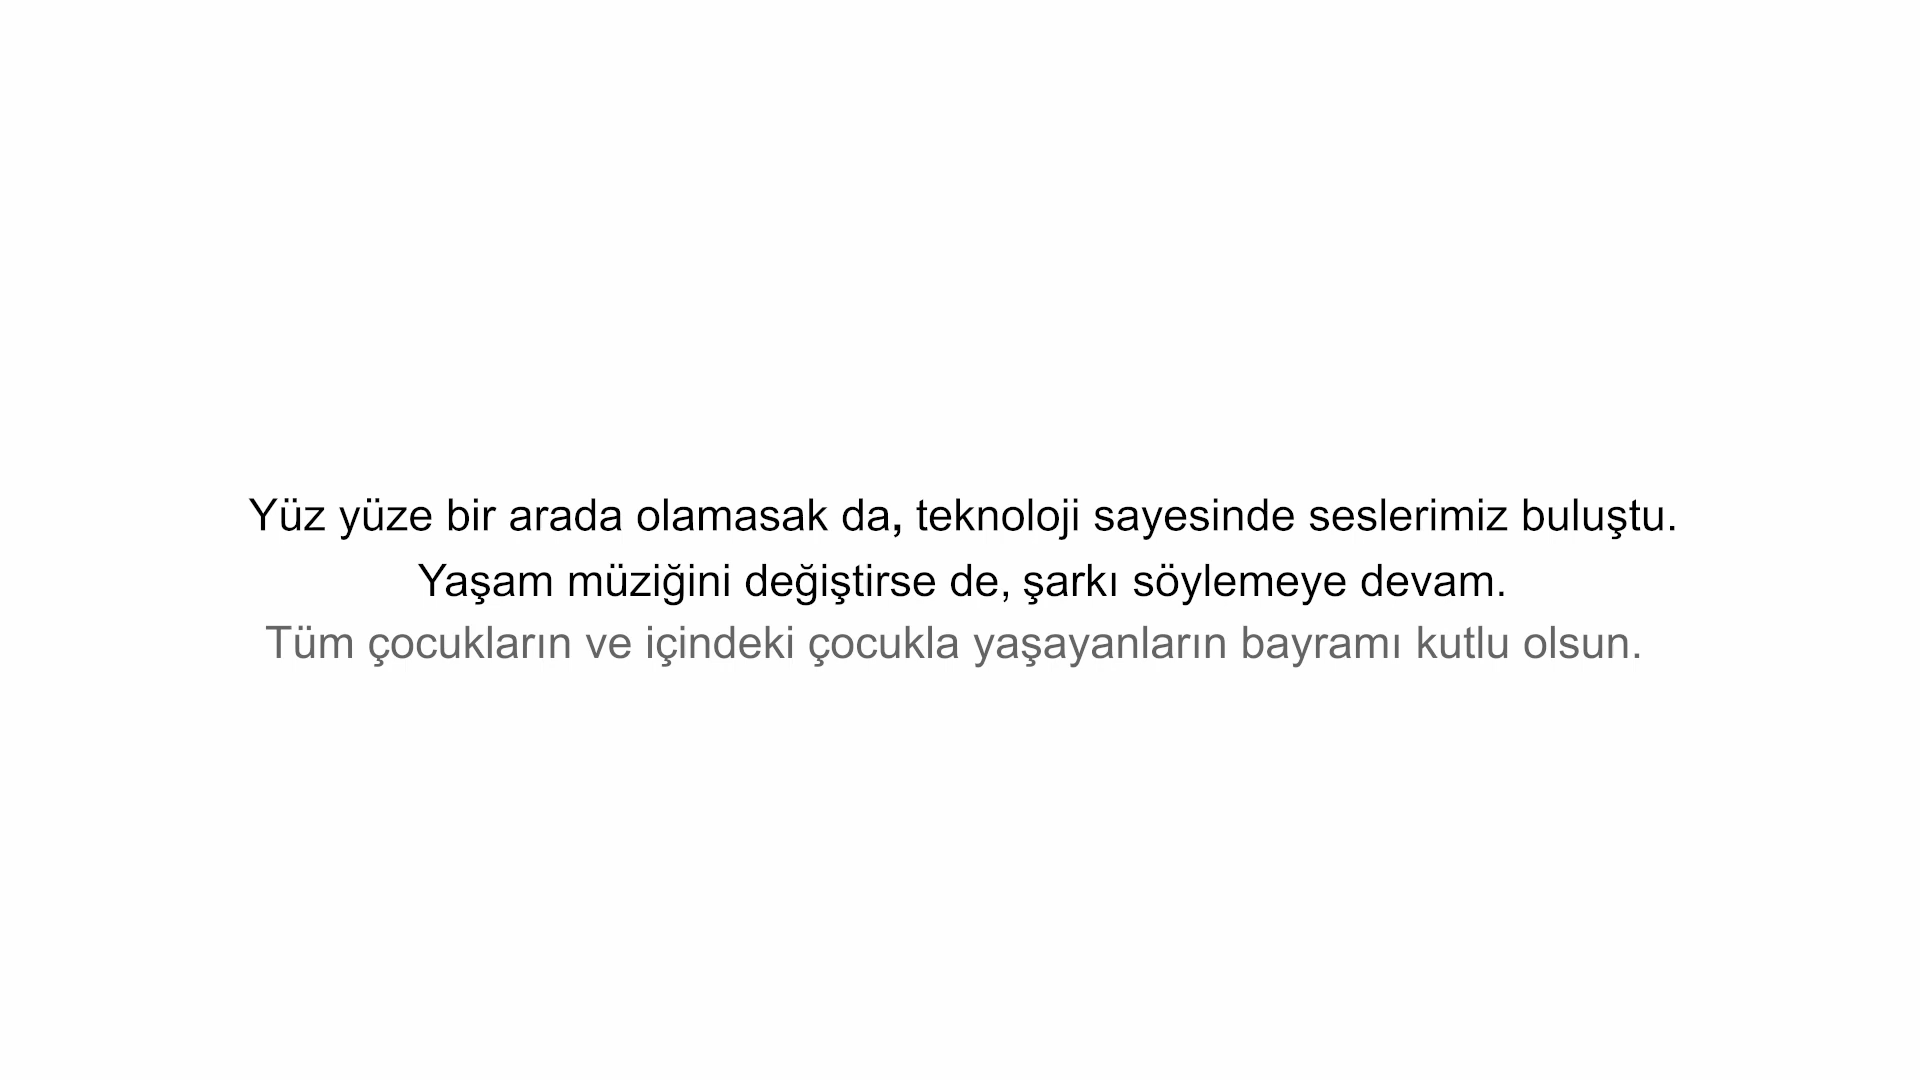 Yüz yüze bir arada olamasak da, teknoloji sayesinde seslerimiz buluştu.
Yaşam müziğini değiştirse de, şarkı söylemeye devam.
Tüm çocukların ve içindeki çocukla yaşayanların bayramı kutlu olsun.